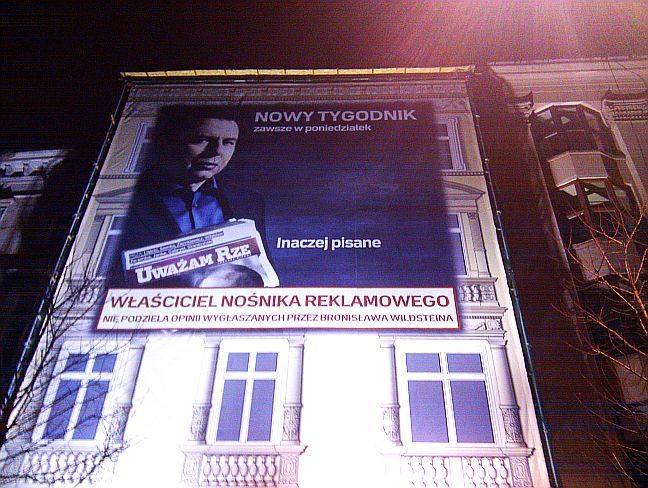 NOWY TYGODNIK
zawsze w poniedziałek
Inaczej pisane
UWAŻAM RZE
WŁAŚCICIEL NOŚNIKA REKLAMOWEGO
NIE PODZIELA OPINII WYGŁASZANYCH PRZEZ BRONISŁAWA WILDSTEINA